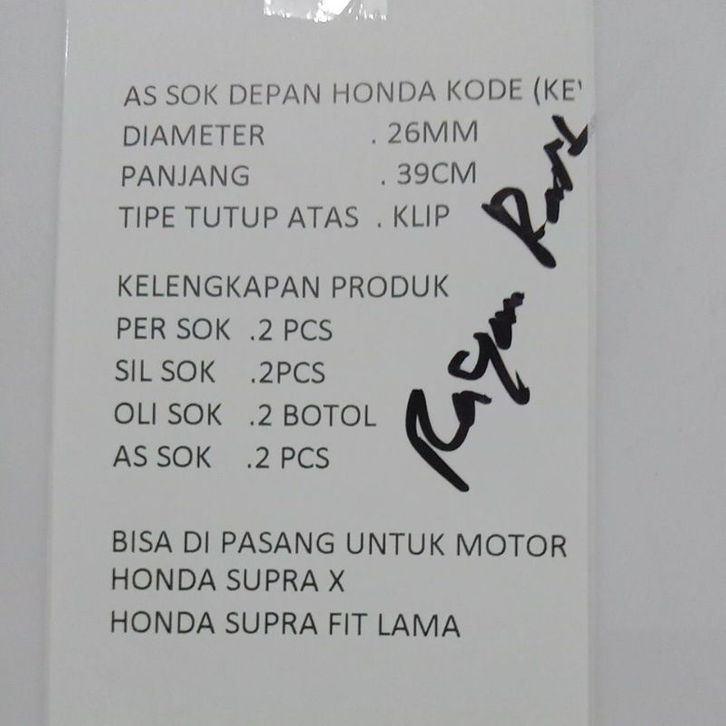 AS SOK DEPAN HONDA KODE (KE
DIAMETER . 26MM
PANJANG . 39CM
TIPE TUTUP ATAS . KLIP
KELENGKAPAN PRODUK
PER SOK .2 PCS
SIL SOK .2PCS
OLI SOK .2 BOTOL
AS SOK .2 PCS
BISA DI PASANG UNTUK MOTOR
HONDA SUPRA X
HONDA SUPRA FIT LAMA